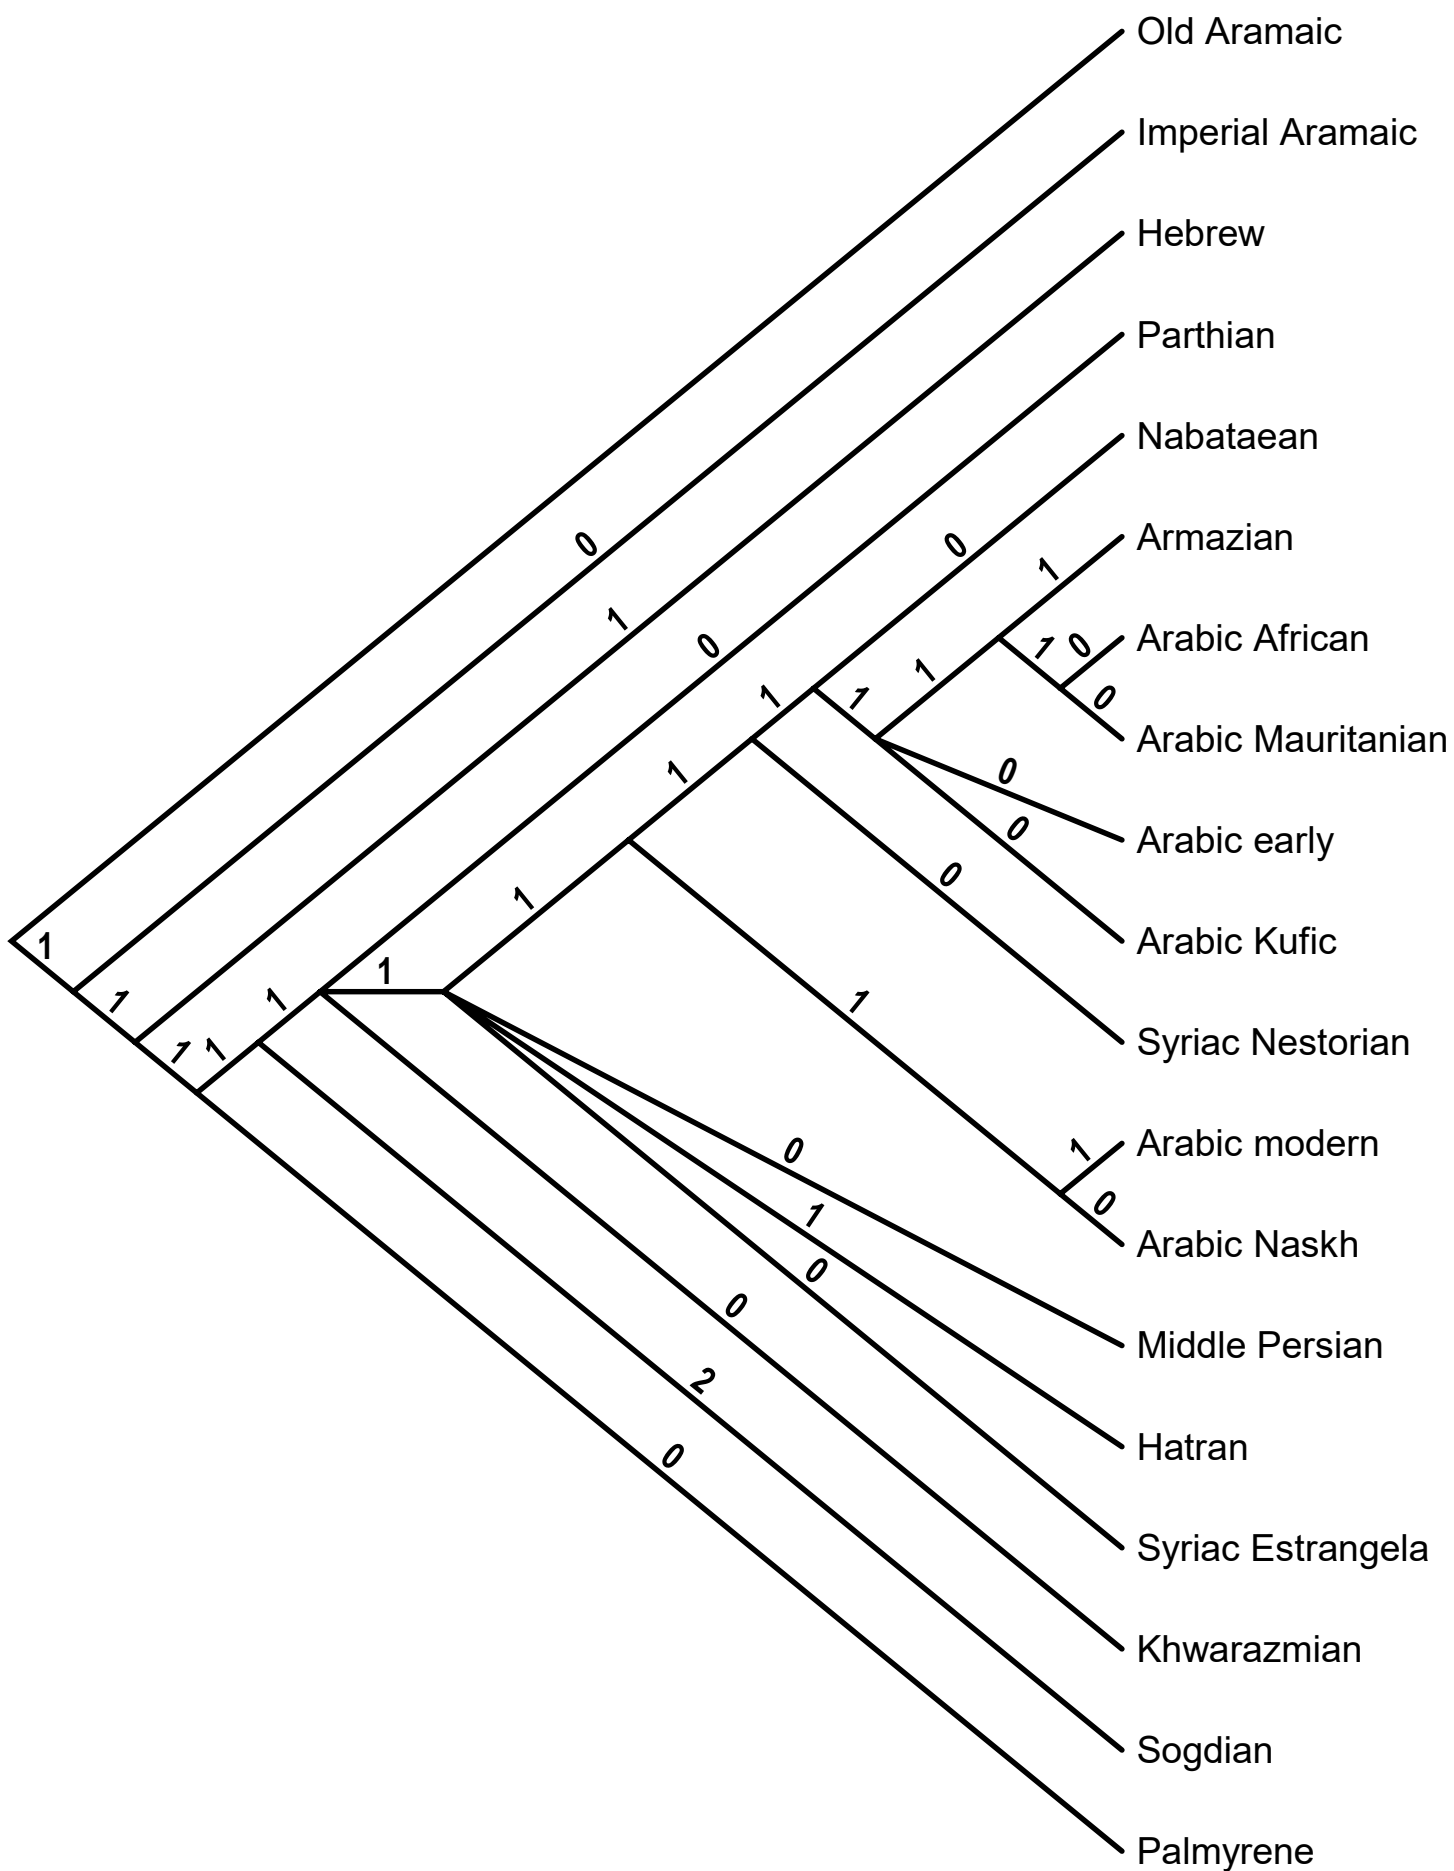 Old Aramaic
Imperial Aramaic
Hebrew
Parthian
Nabataean
0
0
Armazian
1
1
Arabic African
1 0
0
1
1
1
0
Arabic Mauritanian
1
0
Arabic early
0
0
1
Arabic Kufic
1
1
1
1
1
Syriac Nestorian
1 1
Arabic modern
1
0
0
Arabic Naskh
1
0
0
Middle Persian
2
Hatran
0
Syriac Estrangela
Khwarazmian
Sogdian
Palmyrene